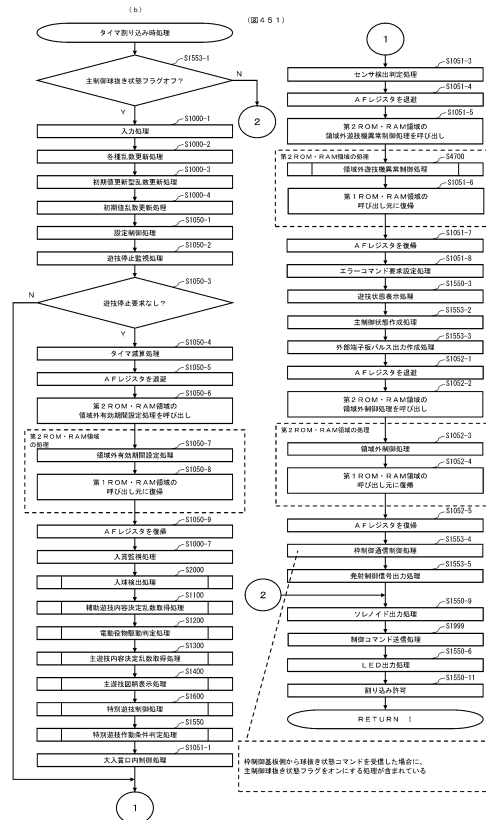 (図４５１)
(b)
タイマ割り込み時処理
S1553-1
主制御球抜き状態フラグオフ？
N
Y
2
S1000-1
入力処理
S1000-2
各種乱数更新処理
S1000-3
初期値更新型乱数更新処理
S1000-4
初期値乱数更新処理
S1050-1
設定制御処理
S1050-2
遊技停止監視処理
S1050-3
N
遊技停止要求なし？
Y
S1050-4
タイマ減算処理
S1050-5
ＡＦレジスタを退避
S1050-6
第２ＲＯＭ・ＲＡＭ領域の
領域外有効期間設定処理を呼び出し
第２ＲＯＭ・ＲＡＭ領域
の処理
S1050-7
領域外有効期間設定処理
S1050-8
第１ＲＯＭ・ＲＡＭ領域の
呼び出し元に復帰
S1050-9
ＡＦレジスタを復帰
S1000-7
入賞監視処理
S2000
入球検出処理
S1100
補助遊技内容決定乱数取得処理
S1200
電動役物駆動判定処理
S1300
主遊技内容決定乱数取得処理
S1400
主遊技図柄表示処理
S1600
特別遊技制御処理
S1550
特別遊技作動条件判定処理
S1051-1
大入賞口内制御処理
1
1
S1051-3
センサ検出判定処理
S1051-4
ＡＦレジスタを退避
S1051-5
第２ＲＯＭ・ＲＡＭ領域の
領域外遊技機異常制御処理を呼び出し
第２ＲＯＭ・ＲＡＭ領域の処理
S4700
領域外遊技機異常制御処理
S1051-6
第１ＲＯＭ・ＲＡＭ領域の
呼び出し元に復帰
S1051-7
ＡＦレジスタを復帰
S1051-8
エラーコマンド要求設定処理
S1550-3
遊技状態表示処理
S1553-2
主制御状態作成処理
S1553-3
外部端子板パルス出力作成処理
S1052-1
ＡＦレジスタを退避
S1052-2
第２ＲＯＭ・ＲＡＭ領域の
領域外制御処理を呼び出し
第２ＲＯＭ・ＲＡＭ領域の処理
S1052-3
領域外制御処理
S1052-4
第１ＲＯＭ・ＲＡＭ領域の
呼び出し元に復帰
S1052-5
ＡＦレジスタを復帰
S1553-4
枠制御通信制御処理
S1553-5
発射制御信号出力処理
2
S1550-9
ソレノイド出力処理
S1999
制御コマンド送信処理
S1550-6
ＬＥＤ出力処理
S1550-11
割り込み許可
ＲＥＴＵＲＮ　Ｉ
枠制御基板側から球抜き状態コマンドを受信した場合に、
主制御球抜き状態フラグをオンにする処理が含まれている